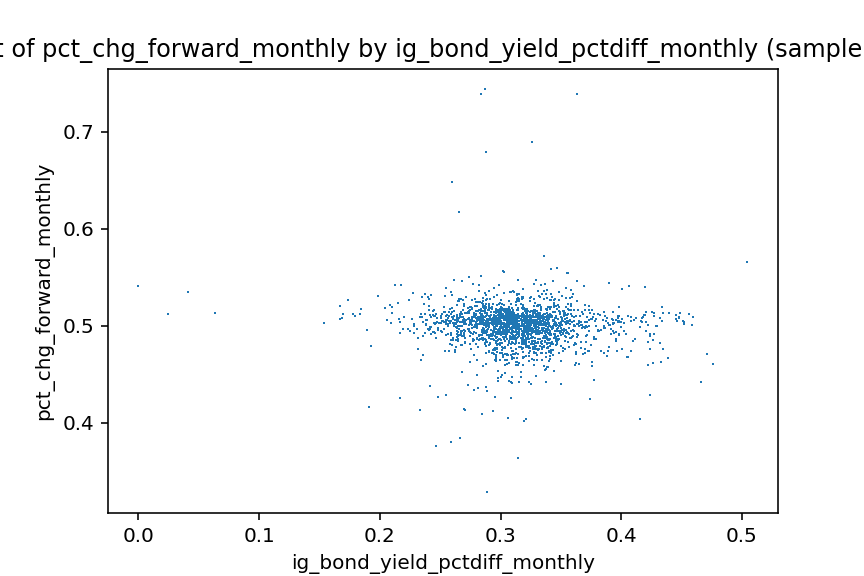 t of pct_chg_forward_monthly by ig_bond_yield_pctdiff_monthly (sample
pct_chg_forward_monthly
0.7
0.6
0.5
0.4
0.0 0.1 0.2 0.3 0.4 0.5
ig_bond_yield_pctdiff_monthly